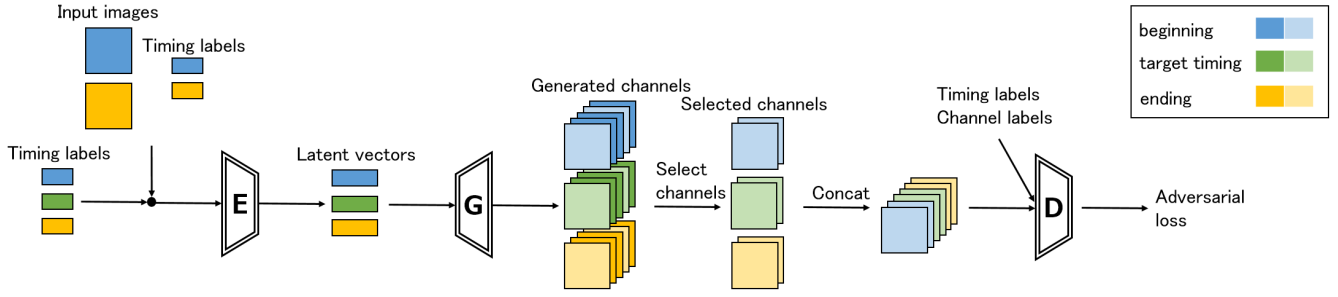 Input images
Timing labels
Timing labels
E
Latent vectors
G
Generated channels
Select
channels
Selected channels
Concat
Timing labels
Channel labels
D
Adversarial
loss
beginning
target timing
ending